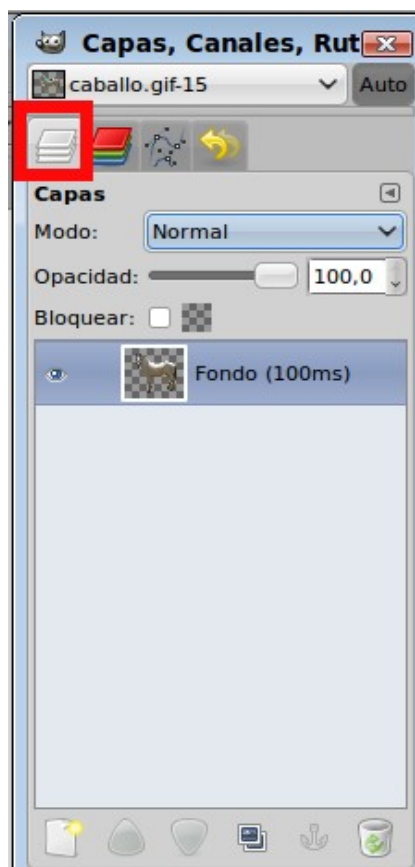 Capas, Canales, Rut
caballo.gif-15
Auto
Capas
Modo: Normal
Opacidad: 100,0
Bloquear:
Fondo (100ms)